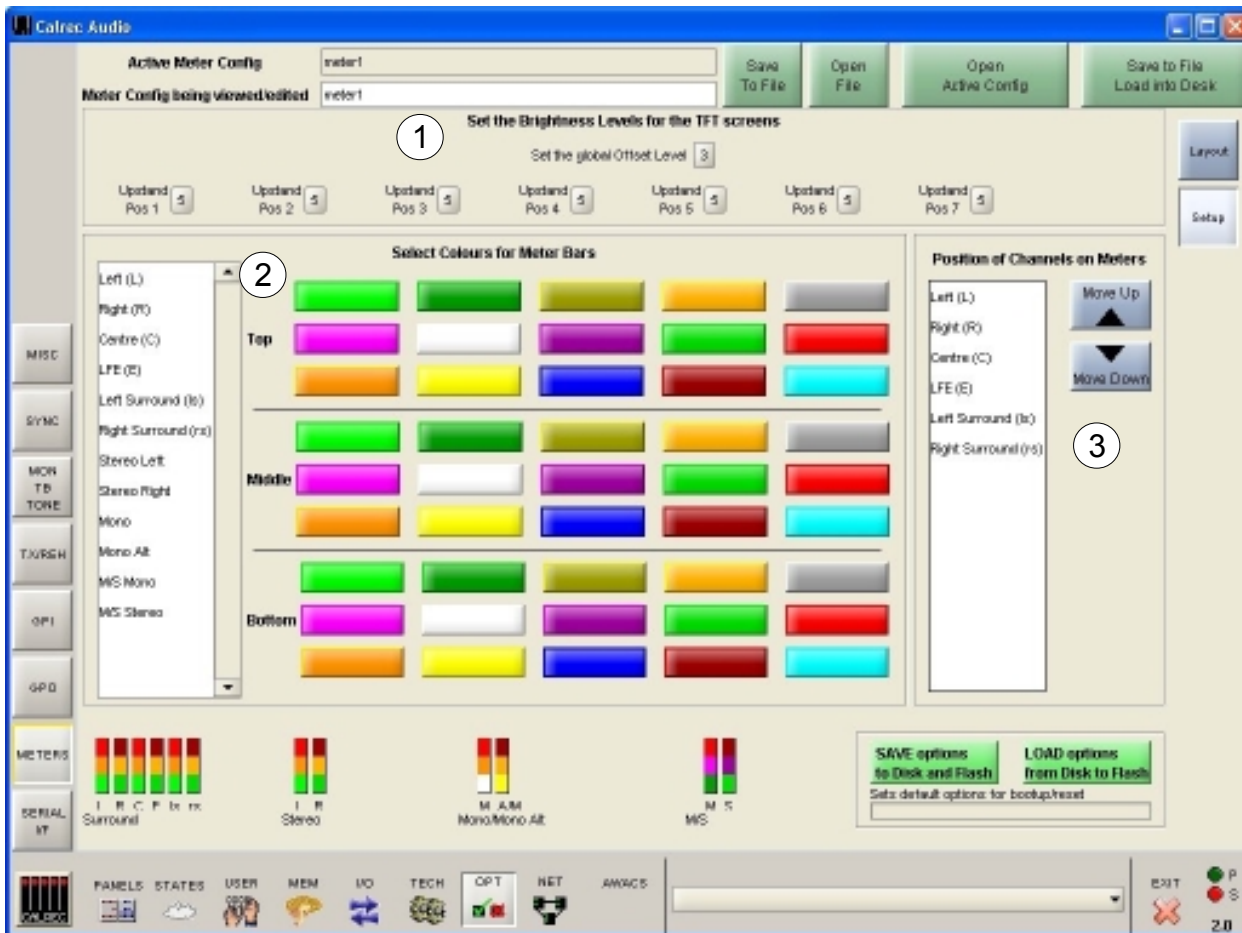 Calrec Audio
Active Meter Config
meter1
Meter Config being viewed/edited
meter1
Save
To File
Open
File
Open
Active Config
Save to File
Load into Desk
1
Set the Brightness Levels for the TFT screens
Set the global Offset Level
3
Upstand
Pos 1
5
Upstand
Pos 2
5
Upstand
Pos 3
5
Upstand
Pos 4
5
Upstand
Pos 5
5
Upstand
Pos 6
5
Upstand
Pos 7
5
Layout
Setup
2
Select Colours for Meter Bars
Left (L)
Right (R)
Centre (C)
LFE (E)
Left Surround (ls)
Right Surround (rs)
Stereo Left
Stereo Right
Mono
Mono Alt
M/S Mono
M/S Stereo
Top
Middle
Bottom
Position of Channels on Meters
Left (L)
Right (R)
Centre (C)
LFE (E)
Left Surround (ls)
Right Surround (rs)
Move Up
Move Down
3
MISC
SYNC
MON
TB
TONE
TX/REH
GPI
GPO
METERS
SERIAL
I/F
L R C ls rs
Surround
L R
Stereo
M A/M
Mono/Mono Alt
M S
M/S
SAVE options
to Disk and Flash
LOAD options
from Disk to Flash
Sets default options for bootup/reset
CALREC
PANELS
STATES
USER
MEM
I/O
TECH
OPT
NET
AWACS
EXIT
P
S
2.0